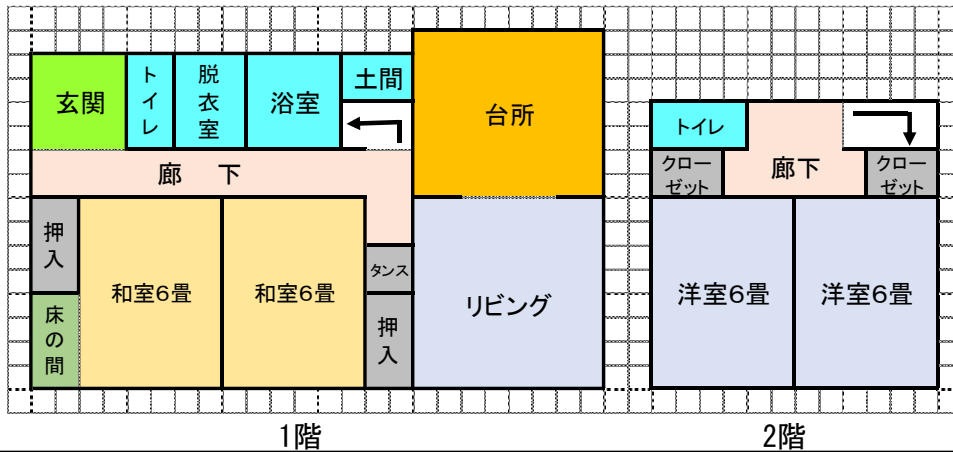 玄関
トイレ
脱衣室
浴室
土間
台所
廊 下
押入
床の間
和室6畳
和室6畳
タンス
押入
リビング
1階
トイレ
クローゼット
廊下
クローゼット
洋室6畳
洋室6畳
2階